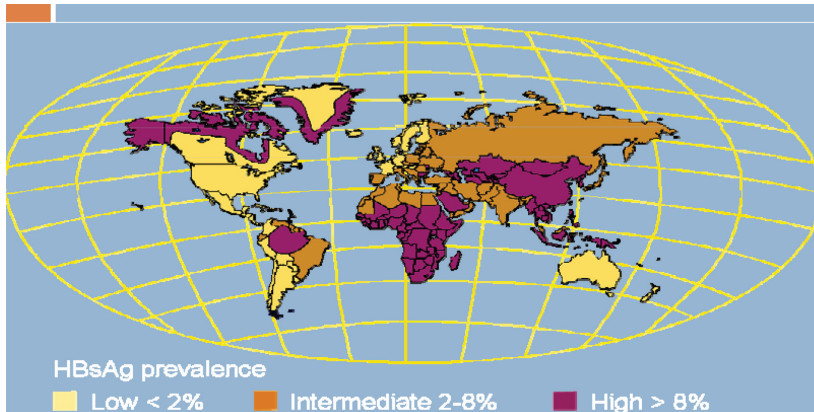 HBsAg prevalence
Low < 2% Intermediate 2-8% High > 8%